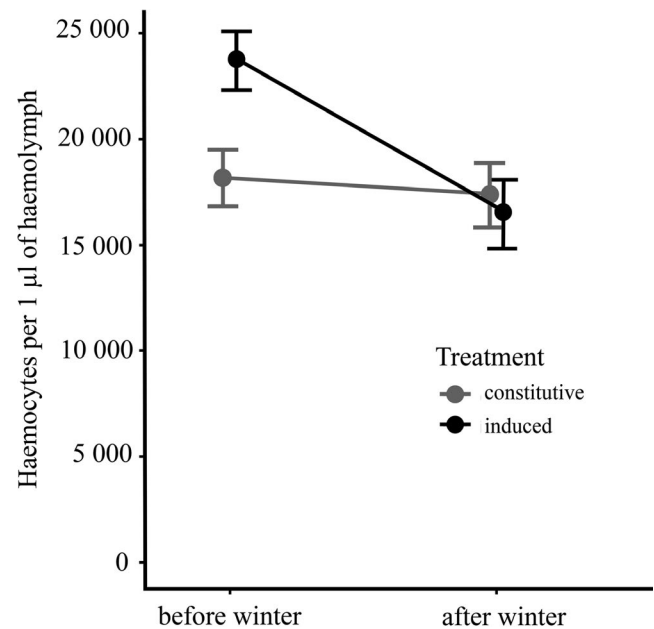 Haemocytes per 1 μl of haemolymph
25 000
20 000
15 000
10 000
5 000
0
Treatment
constitutive
induced
before winter
after winter